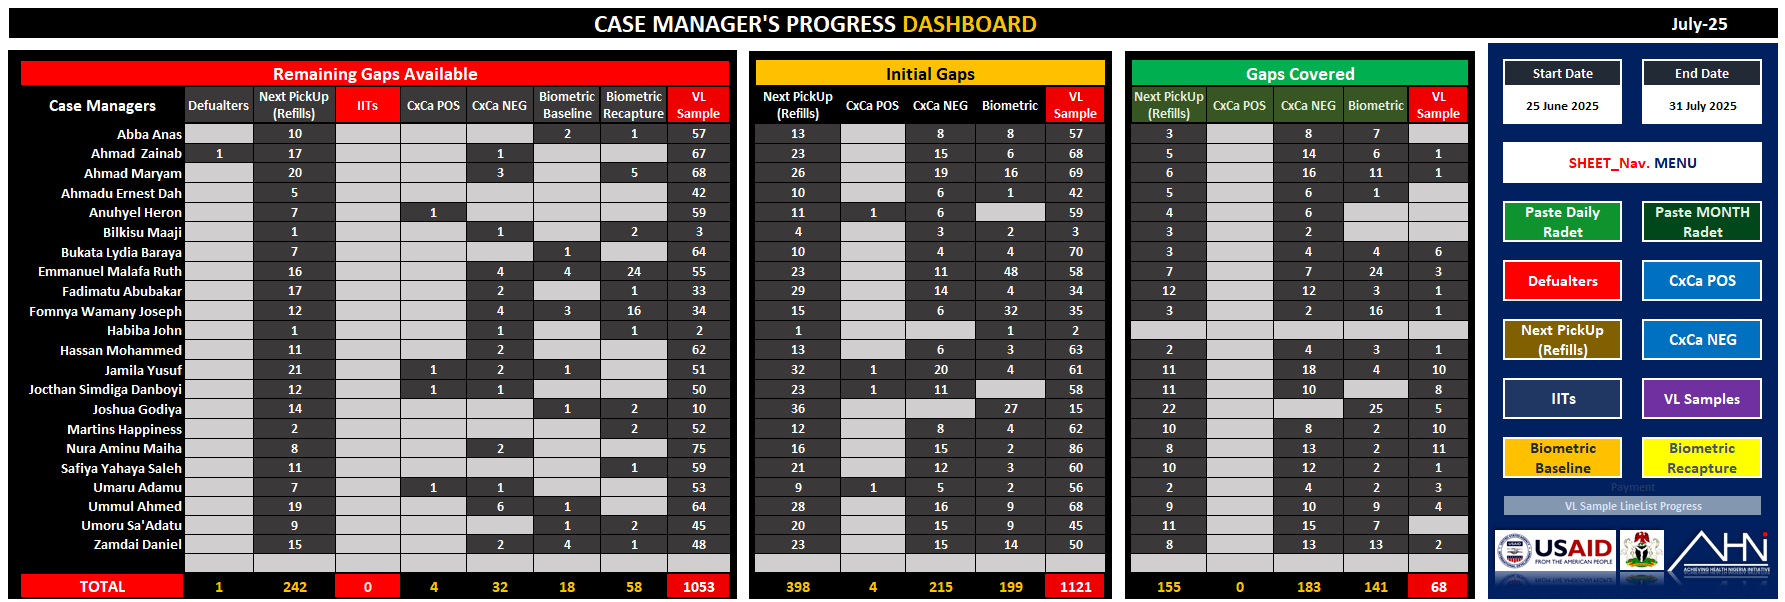 CASE MANAGER'S PROGRESS DASHBOARD July-25
Remaining Gaps Available
Case Managers Defualters Next PickUp (Refills) IITs CxCa POS CxCa NEG Biometric Baseline Biometric Recapture VL Sample
Abba Anas 10 2 1 57
Ahmad Zainab 1 17 1 67
Ahmad Maryam 20 3 5 68
Ahmadu Ernest Dah 5 42
Anuhyel Heron 7 1 59
Bilkisu Maaji 1 1 2 3
Bukata Lydia Baraya 7 1 64
Emmanuel Malafa Ruth 16 4 4 24 55
Fadimatu Abubakar 17 2 1 33
Fomnya Wamany Joseph 12 4 3 16 34
Habiba John 1 1 1 2
Hassan Mohammed 11 2 62
Jamila Yusuf 21 1 2 1 51
Jocthan Simdiga Danboyi 12 1 1 50
Joshua Godiya 14 1 2 10
Martins Happiness 2 2 52
Nura Aminu Maiha 8 2 75
Safiya Yahaya Saleh 11 1 59
Umaru Adamu 7 1 1 53
Ummul Ahmed 19 6 1 64
Umoru Sa'Adatu 9 1 2 45
Zamdai Daniel 15 2 4 1 48
TOTAL 1 242 0 4 32 18 58 1053
Initial Gaps
Next PickUp (Refills) CxCa POS CxCa NEG Biometric VL Sample
13 8 8 57
23 15 6 68
26 19 16 69
10 6 1 42
11 1 6 59
4 3 2 3
10 4 4 70
23 11 48 58
29 14 4 34
15 6 32 35
1 1 2
13 6 3 63
32 1 20 4 61
23 1 11 58
36 27 15
12 8 4 62
16 15 2 86
21 12 3 60
9 1 5 2 56
28 16 9 68
20 15 9 45
23 15 14 50
398 4 215 199 1121
Gaps Covered
Next PickUp (Refills) CxCa POS CxCa NEG Biometric VL Sample
3 8 7
5 14 6 1
6 16 11 1
5 6 1
4 6
3 2
3 4 4 6
7 7 24 3
12 12 3 1
3 2 16 1
2 4 3 1
11 18 4 10
11 10 8
22 25 5
10 8 2 10
8 13 2 11
10 12 2 1
2 4 2 3
9 10 9 4
11 15 7
8 13 13 2
155 0 183 141 68
Start Date End Date
25 June 2025 31 July 2025
SHEET_Nav. MENU
Paste Daily Radet
Paste MONTH Radet
Defualters CxCa POS
Next PickUp (Refills)
CxCa NEG
IITs VL Samples
Biometric Baseline
Biometric Recapture
Payment
VL Sample LineList Progress
USAID
FROM THE AMERICAN PEOPLE
AHNi
ACHIEVING HEALTH NIGERIA INITIATIVE